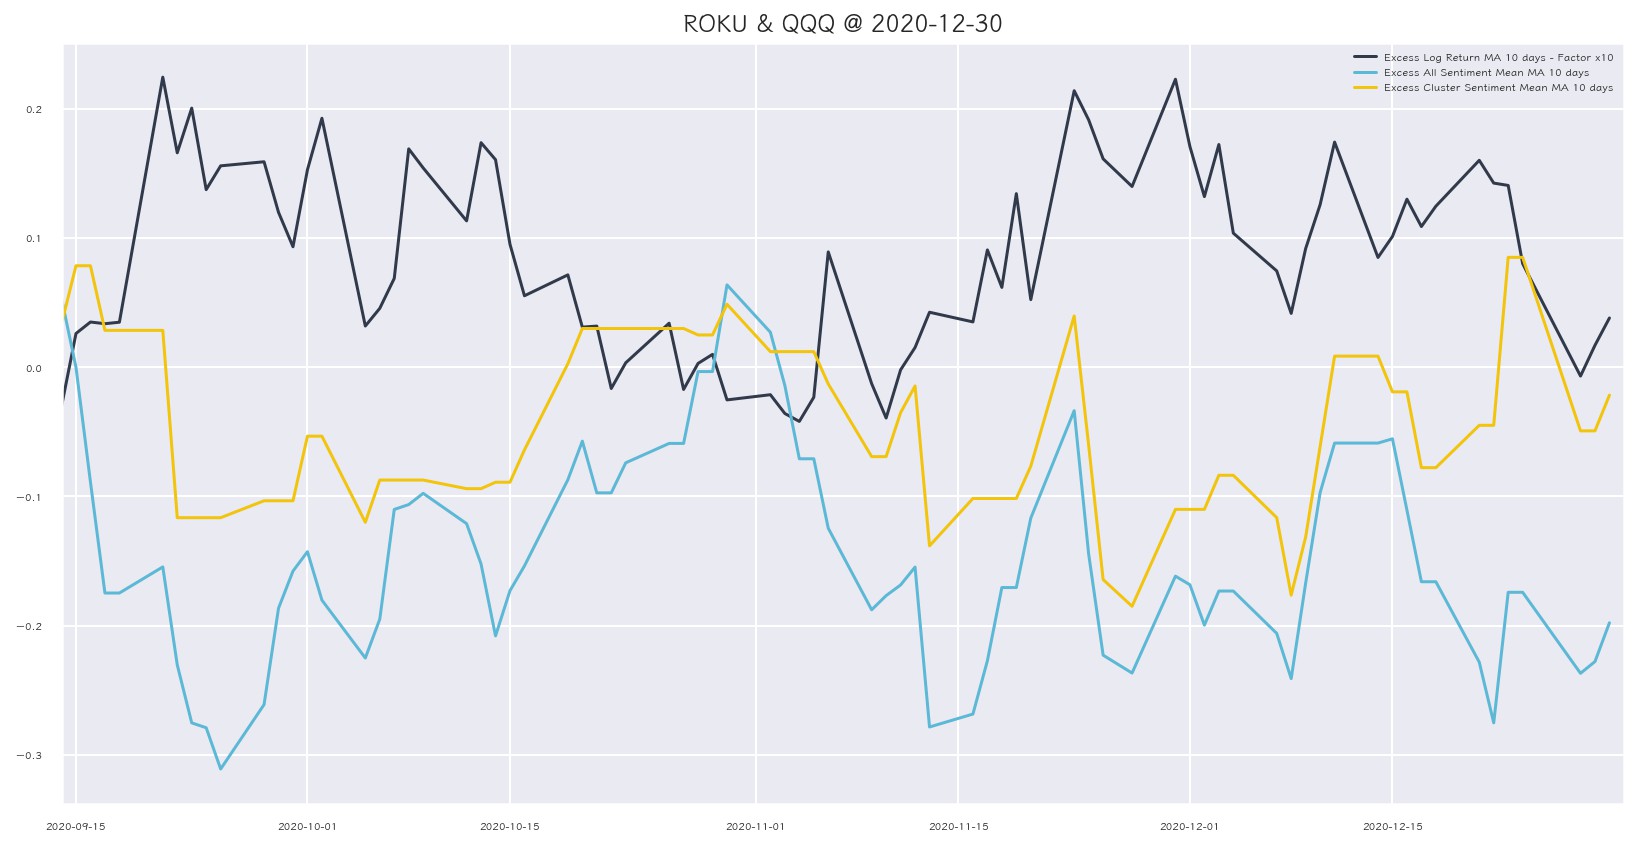 ROKU & QQQ @ 2020-12-30
Excess Log Return MA 10 days - Factor x10
Excess All Sentiment Mean MA 10 days
Excess Cluster Sentiment Mean MA 10 days
0.2
0.1
0.0
−0.1
−0.2
−0.3
2020-09-15 2020-10-01 2020-10-15 2020-11-01 2020-11-15 2020-12-01 2020-12-15